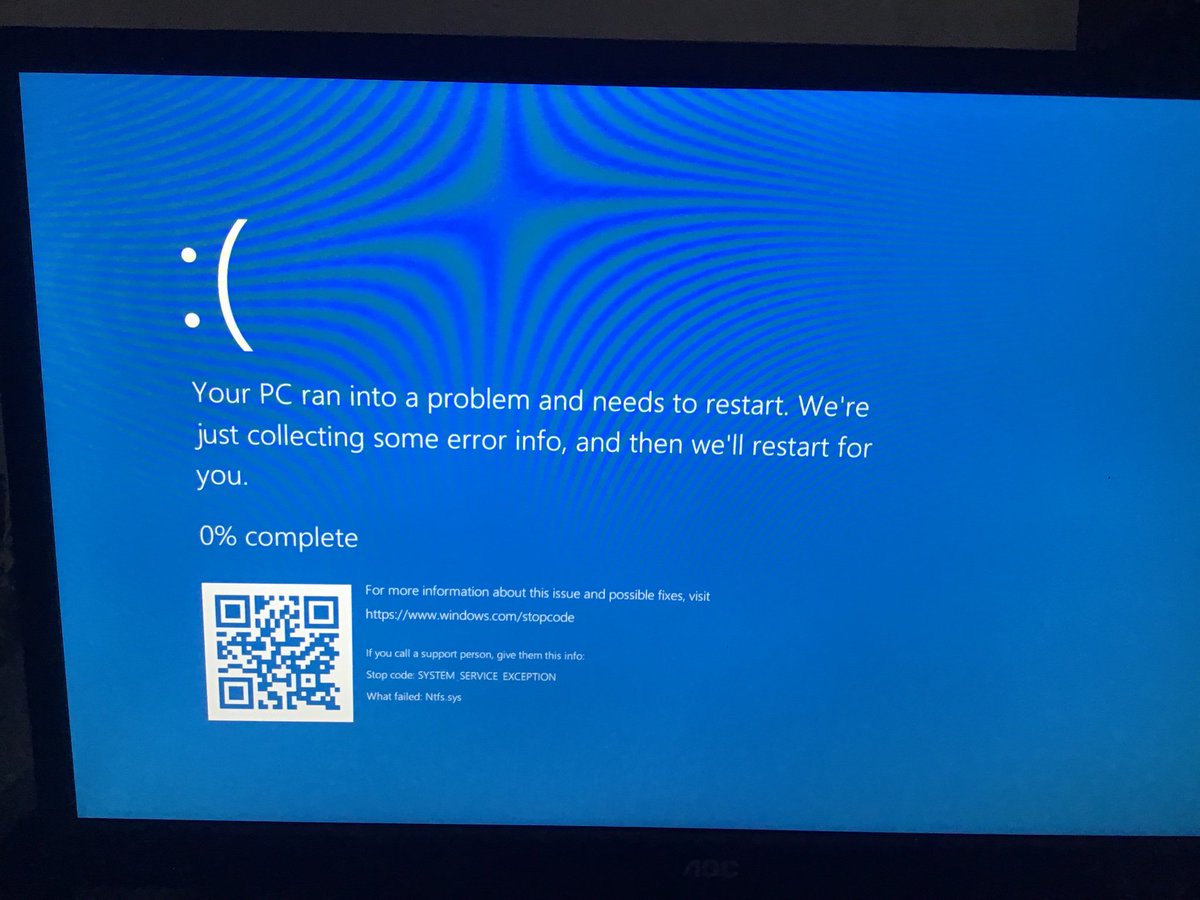 :(
Your PC ran into a problem and needs to restart. We're
just collecting some error info, and then we'll restart for
you.
0% complete
For more information about this issue and possible fixes, visit
https://www.windows.com/stopcode
If you call a support person, give them this info:
Stop code: SYSTEM SERVICE EXCEPTION
What failed: Ntfs.sys
AOC